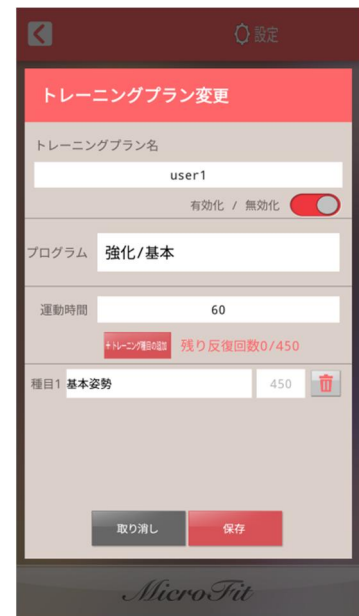 設定
トレーニングプラン変更
トレーニングプラン名
user1
有効化 / 無効化
プログラム 強化/基本
運動時間 60
+トレーニング種目の追加 残り反復回数0/450
種目1 基本姿勢 450
取り消し 保存
MicroFit